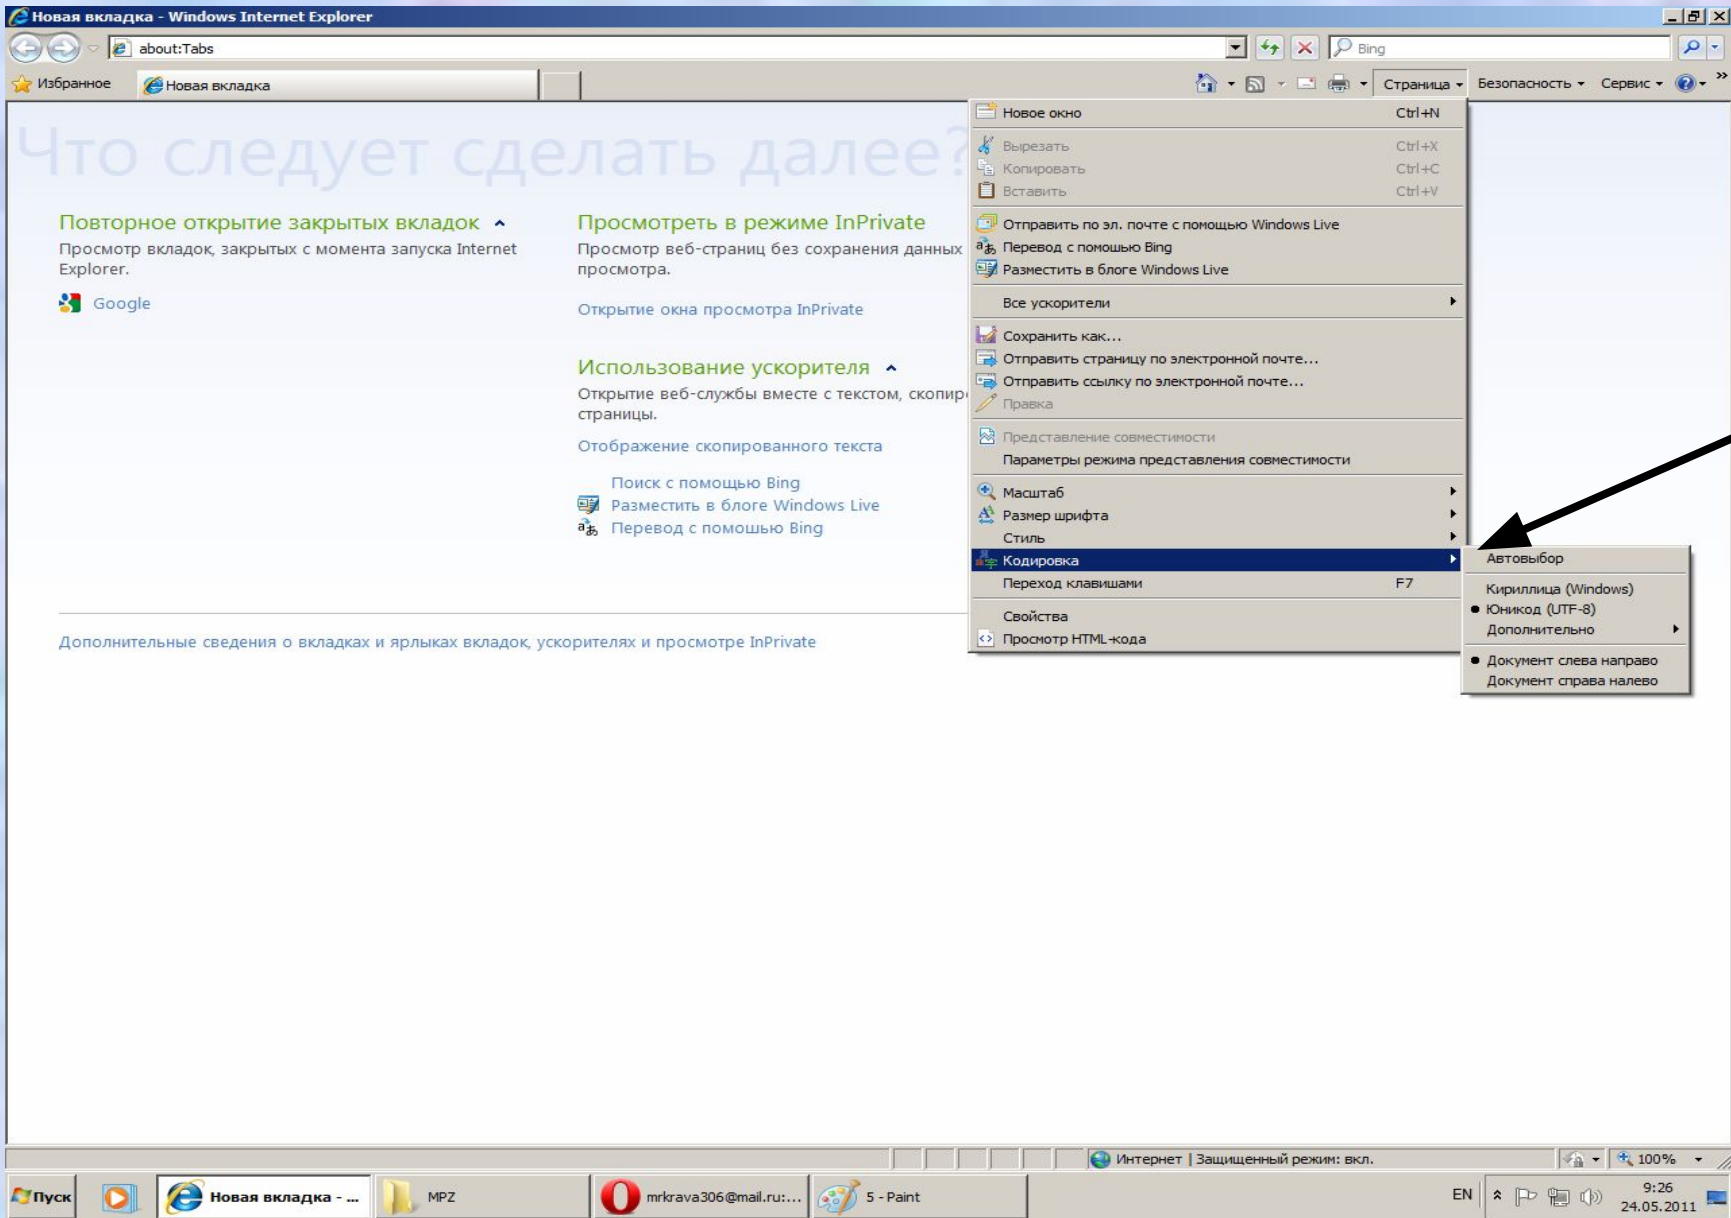 Новая вкладка - Windows Internet Explorer
about:Tabs
Bing
Избранное
Новая вкладка
Страница
Безопасность
Сервис
Что следует сделать далее?
Повторное открытие закрытых вкладок
Просмотр вкладок, закрытых с момента запуска Internet
Explorer.
Google
Просмотреть в режиме InPrivate
Просмотр веб-страниц без сохранения данных
просмотра.
Открытие окна просмотра InPrivate
Использование ускорителя
Открытие веб-службы вместе с текстом, скопир
страницы.
Отображение скопированного текста
Поиск с помощью Bing
Разместить в блоге Windows Live
Перевод с помошью Bing
Дополнительные сведения о вкладках и ярлыках вкладок, ускорителях и просмотре InPrivate
Новое окно Ctrl+N
Вырезать Ctrl+X
Копировать Ctrl+C
Вставить Ctrl+V
Отправить по эл. почте с помощью Windows Live
Перевод с помошью Bing
Разместить в блоге Windows Live
Все ускорители
Сохранить как...
Отправить страницу по электронной почте...
Отправить ссылку по электронной почте...
Правка
Представление совместимости
Параметры режима представления совместимости
Масштаб
Размер шрифта
Стиль
Кодировка
Переход клавишами F7
Свойства
Просмотр HTML-кода
Автовыбор
Кириллица (Windows)
Юникод (UTF-8)
Дополнительно
Документ слева направо
Документ справа налево
Интернет | Защищенный режим: вкл.
100%
Пуск
Новая вкладка - ...
MPZ
mrkrava306@mail.ru:...
5 - Paint
EN
9:26
24.05.2011